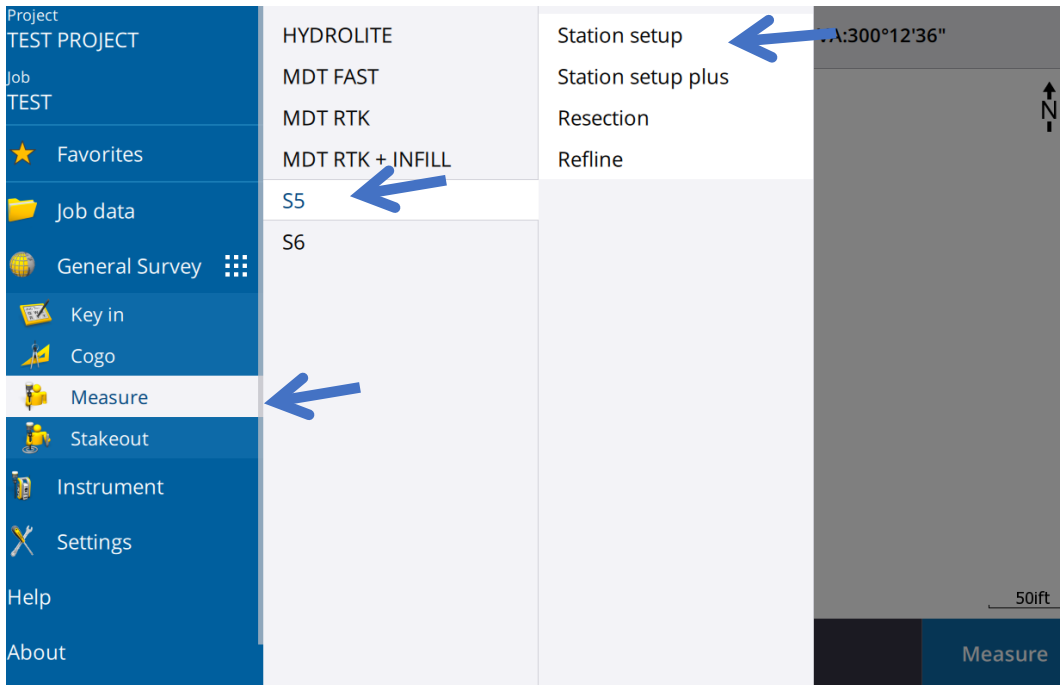 Project
TEST PROJECT
Job
TEST
Favorites
Job data
General Survey
Key in
Cogo
Measure
Stakeout
Instrument
Settings
Help
About
HYDROLITE
MDT FAST
MDT RTK
MDT RTK + INFILL
S5
S6
Station setup
Station setup plus
Resection
Refline
VA:300°12'36"
N
50ift
Measure